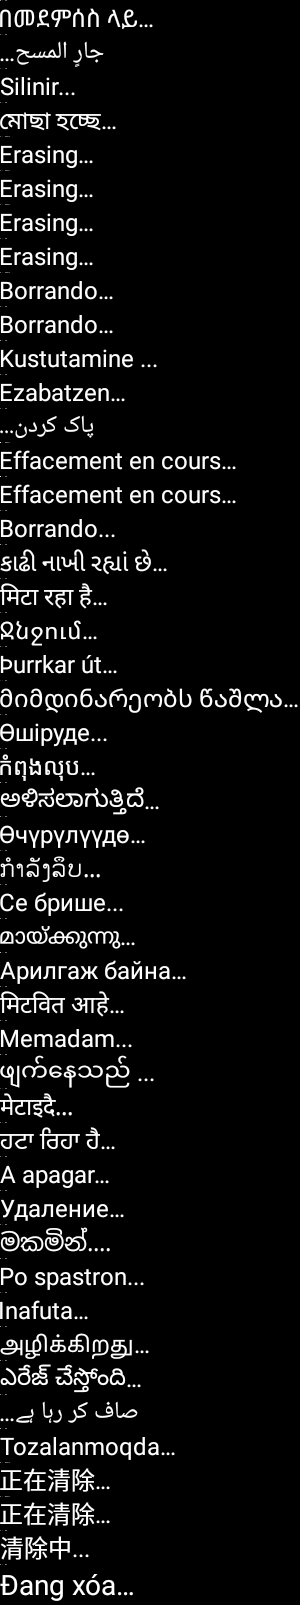 በመደምሰስ ላይ…
جارٍ المسح…
Silinir...
মোছা হচ্ছে…
Erasing…
Erasing…
Erasing…
Erasing…
Borrando…
Borrando…
Kustutamine ...
Ezabatzen…
پاک کردن…
Effacement en cours…
Effacement en cours…
Borrando...
કાઢી નાખી રહ્યાં છે…
मिटा रहा है…
Ջնջում…
Þurrkar út…
მიმდინარეობს წაშლა…
Өшіруде...
កំពុងលុប…
ಅಳಿಸಲಾಗುತ್ತಿದೆ…
Өчүрүлүүдө…
ກຳລັງລຶບ...
Се брише...
മായ്ക്കുന്നു…
Арилгаж байна…
मिटवित आहे…
Memadam...
ဖျက်နေသည် ...
मेटाइदै...
ਹਟਾ ਰਿਹਾ ਹੈ…
A apagar…
Удаление…
මකමින්....
Po spastron...
Inafuta…
அழிக்கிறது…
ఎరేజ్ చేస్తోంది…
صاف کر رہا ہے…
Tozalanmoqda…
正在清除…
正在清除…
清除中...
Đang xóa…